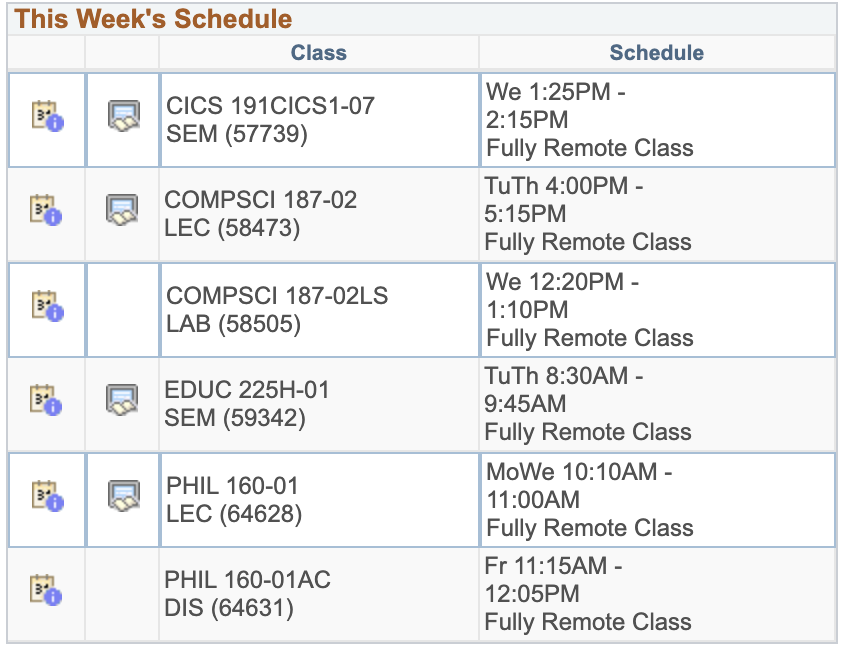 This Week's Schedule
Class Schedule
CICS 191CICS1-07
SEM (57739)
We 1:25PM -
2:15PM
Fully Remote Class
COMPSCI 187-02
LEC (58473)
TuTh 4:00PM -
5:15PM
Fully Remote Class
COMPSCI 187-02LS
LAB (58505)
We 12:20PM -
1:10PM
Fully Remote Class
EDUC 225H-01
SEM (59342)
TuTh 8:30AM -
9:45AM
Fully Remote Class
PHIL 160-01
LEC (64628)
MoWe 10:10AM -
11:00AM
Fully Remote Class
PHIL 160-01AC
DIS (64631)
Fr 11:15AM -
12:05PM
Fully Remote Class